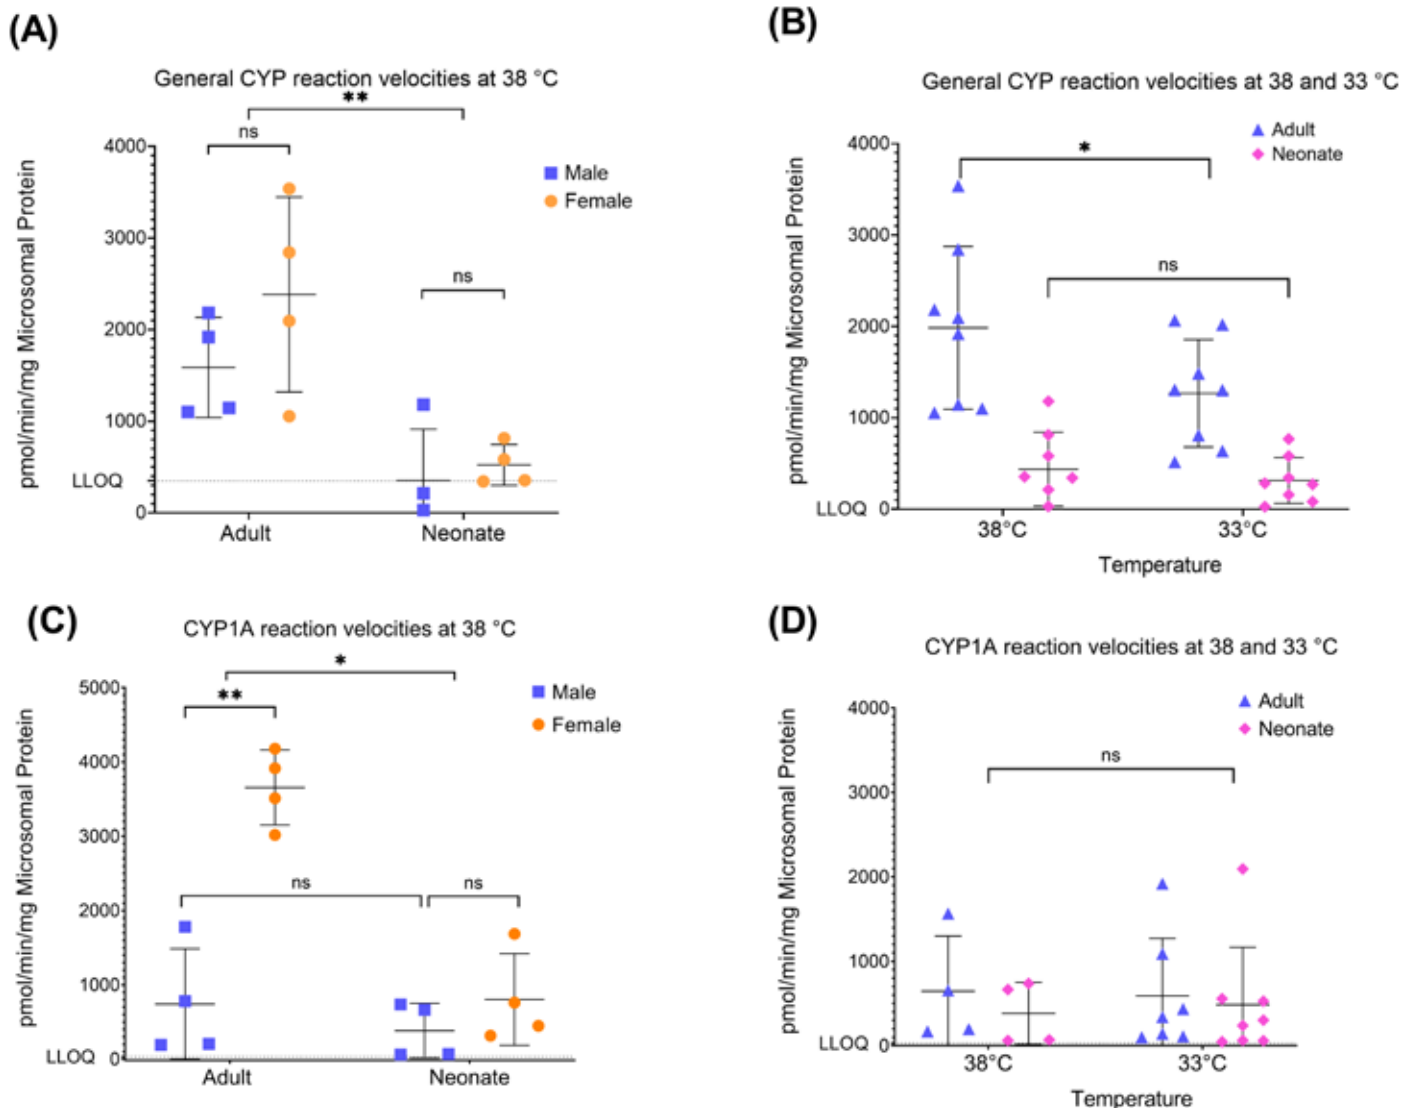 (A)
General CYP reaction velocities at 38 °C
**
ns
4000
3000
2000
1000
LLOQ
0
pmol/min/mg Microsomal Protein
ns
Male
Female
Adult
Neonate
(B)
General CYP reaction velocities at 38 and 33 °C
Adult
Neonate
*
ns
4000
3000
2000
1000
LLOQ 0
pmol/min/mg Microsomal Protein
38°C
33°C
Temperature
(C)
CYP1A reaction velocities at 38 °C
*
**
ns
ns
5000
4000
3000
2000
1000
LLOQ 0
pmol/min/mg Microsomal Protein
Male
Female
Adult
Neonate
(D)
CYP1A reaction velocities at 38 and 33 °C
Adult
Neonate
ns
4000
3000
2000
1000
LLOQ 0
pmol/min/mg Microsomal Protein
38°C
33°C
Temperature